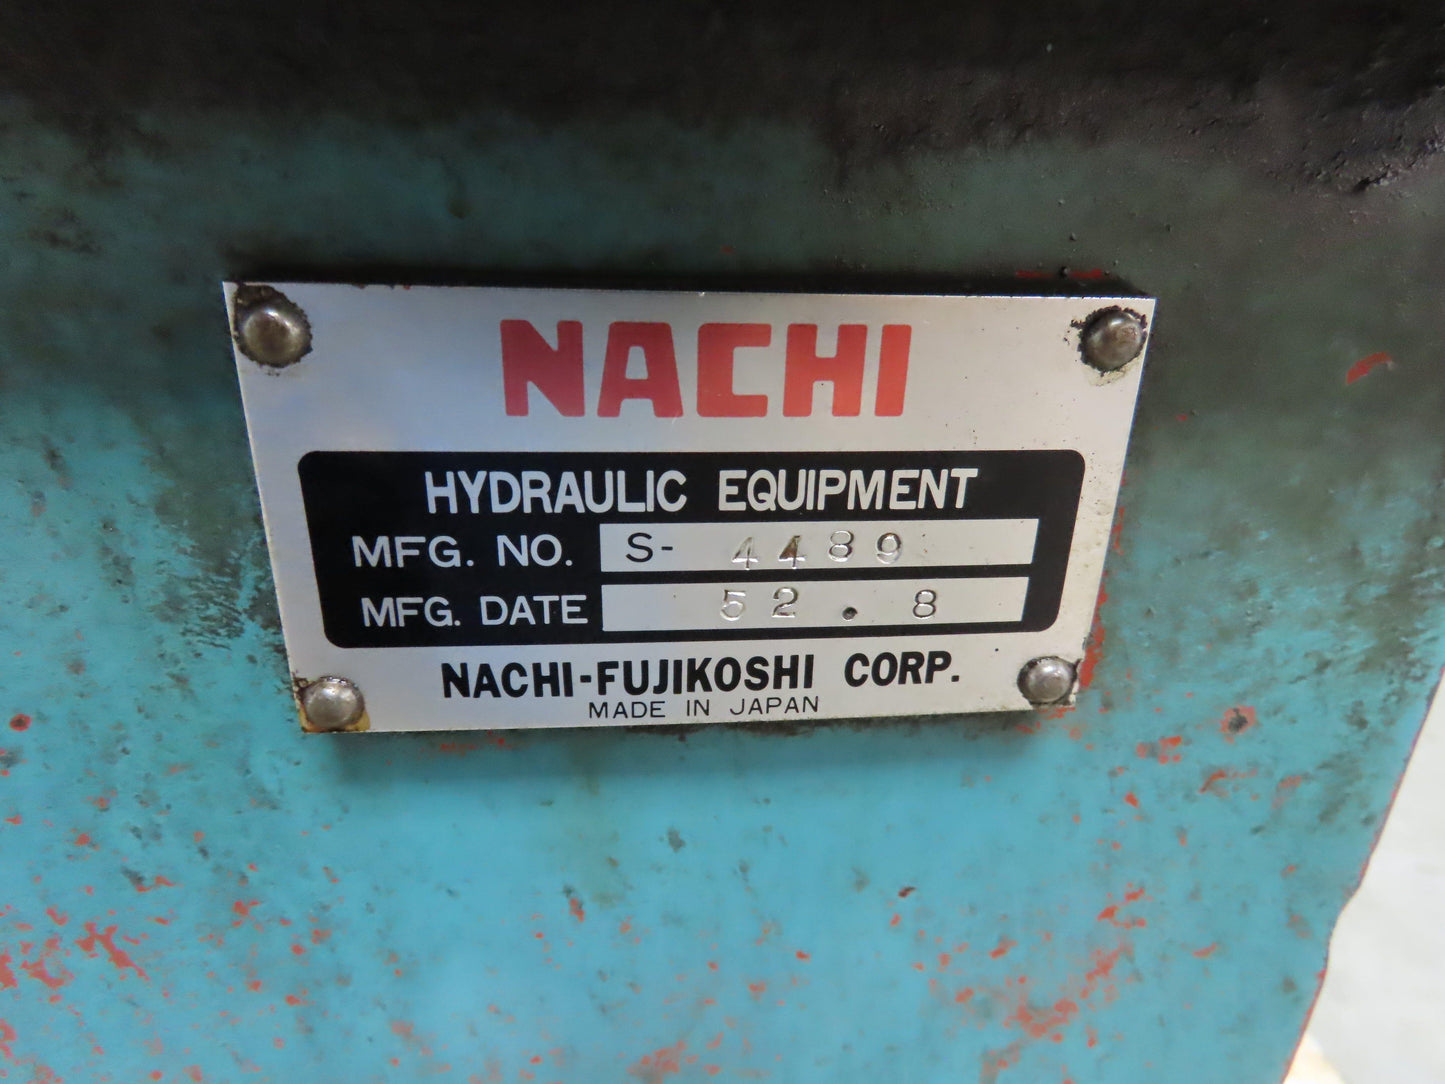 NACHI
HYDRAULIC EQUIPMENT
MFG. NO. S- 4489
MFG. DATE 52 . 8
NACHI-FUJIKOSHI CORP.
MADE IN JAPAN